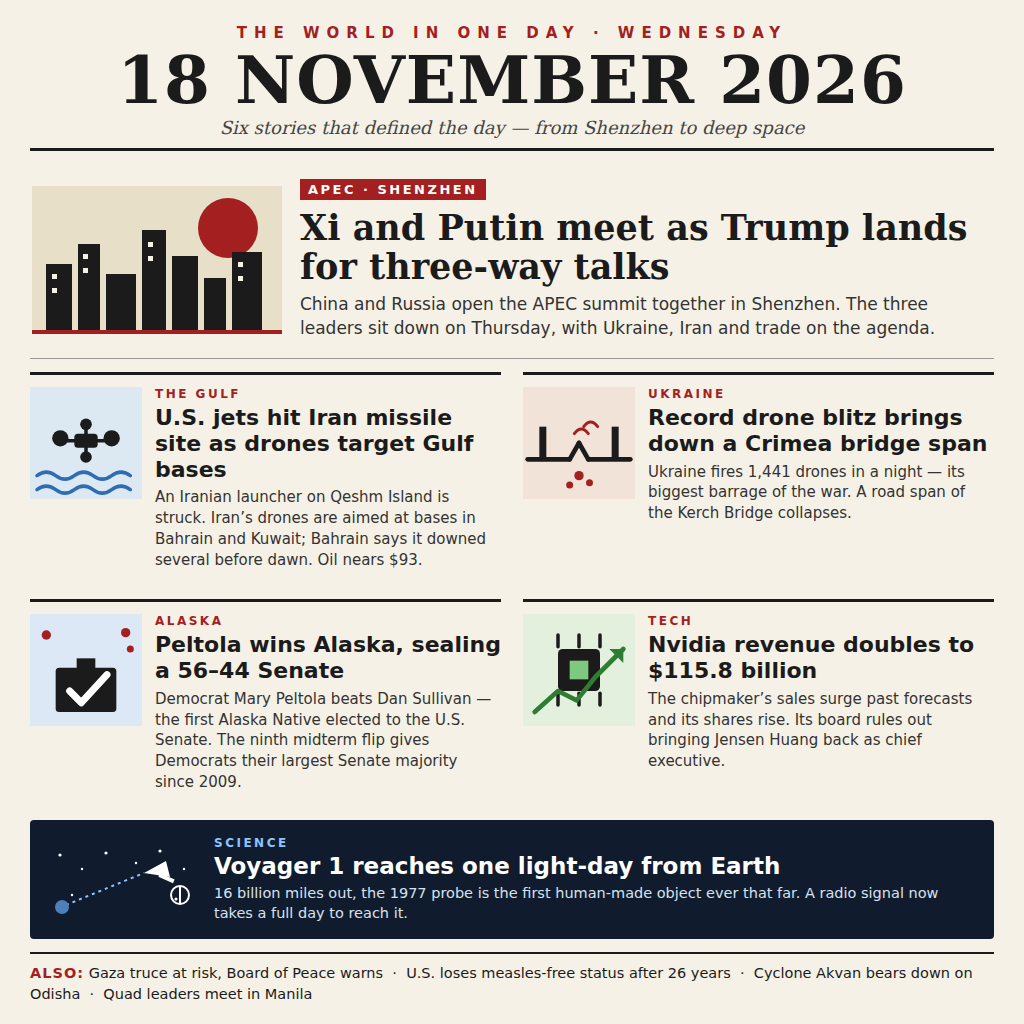 THE WORLD IN ONE DAY · WEDNESDAY
18 NOVEMBER 2026
Six stories that defined the day — from Shenzhen to deep space
APEC · SHENZHEN
Xi and Putin meet as Trump lands
for three-way talks
China and Russia open the APEC summit together in Shenzhen. The three
leaders sit down on Thursday, with Ukraine, Iran and trade on the agenda.
THE GULF
U.S. jets hit Iran missile
site as drones target Gulf
bases
An Iranian launcher on Qeshm Island is
struck. Iran’s drones are aimed at bases in
Bahrain and Kuwait; Bahrain says it downed
several before dawn. Oil nears $93.
UKRAINE
Record drone blitz brings
down a Crimea bridge span
Ukraine fires 1,441 drones in a night — its
biggest barrage of the war. A road span of
the Kerch Bridge collapses.
ALASKA
Peltola wins Alaska, sealing
a 56–44 Senate
Democrat Mary Peltola beats Dan Sullivan —
the first Alaska Native elected to the U.S.
Senate. The ninth midterm flip gives
Democrats their largest Senate majority
since 2009.
TECH
Nvidia revenue doubles to
$115.8 billion
The chipmaker’s sales surge past forecasts
and its shares rise. Its board rules out
bringing Jensen Huang back as chief
executive.
SCIENCE
Voyager 1 reaches one light-day from Earth
16 billion miles out, the 1977 probe is the first human-made object ever that far. A radio signal now
takes a full day to reach it.
ALSO: Gaza truce at risk, Board of Peace warns · U.S. loses measles-free status after 26 years · Cyclone Akvan bears down on
Odisha · Quad leaders meet in Manila